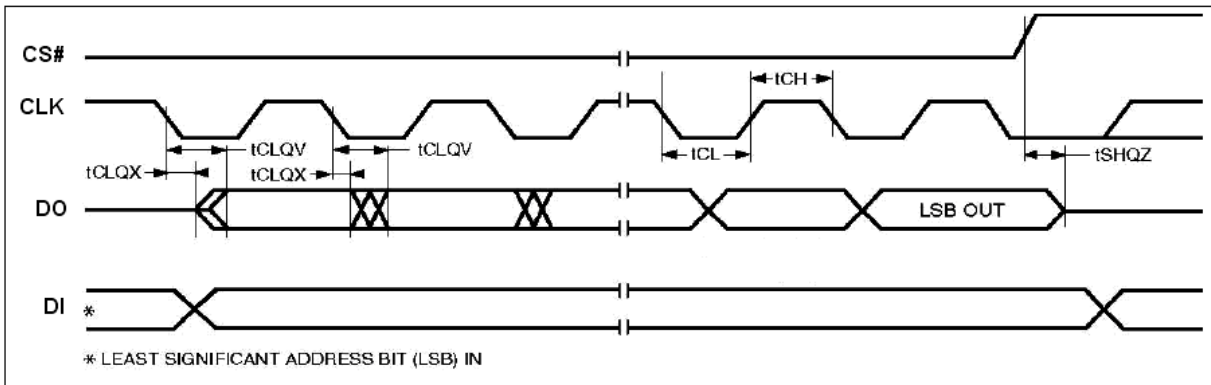 CS#
tCH
CLK
tCLQV
tCLQV
tCL
tSHQZ
tCLQX
tCLQX
DO
LSB OUT
DI
*
* LEAST SIGNIFICANT ADDRESS BIT (LSB) IN